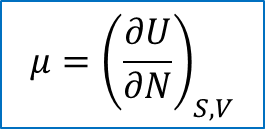 μ = (∂U/∂N)_{S,V}